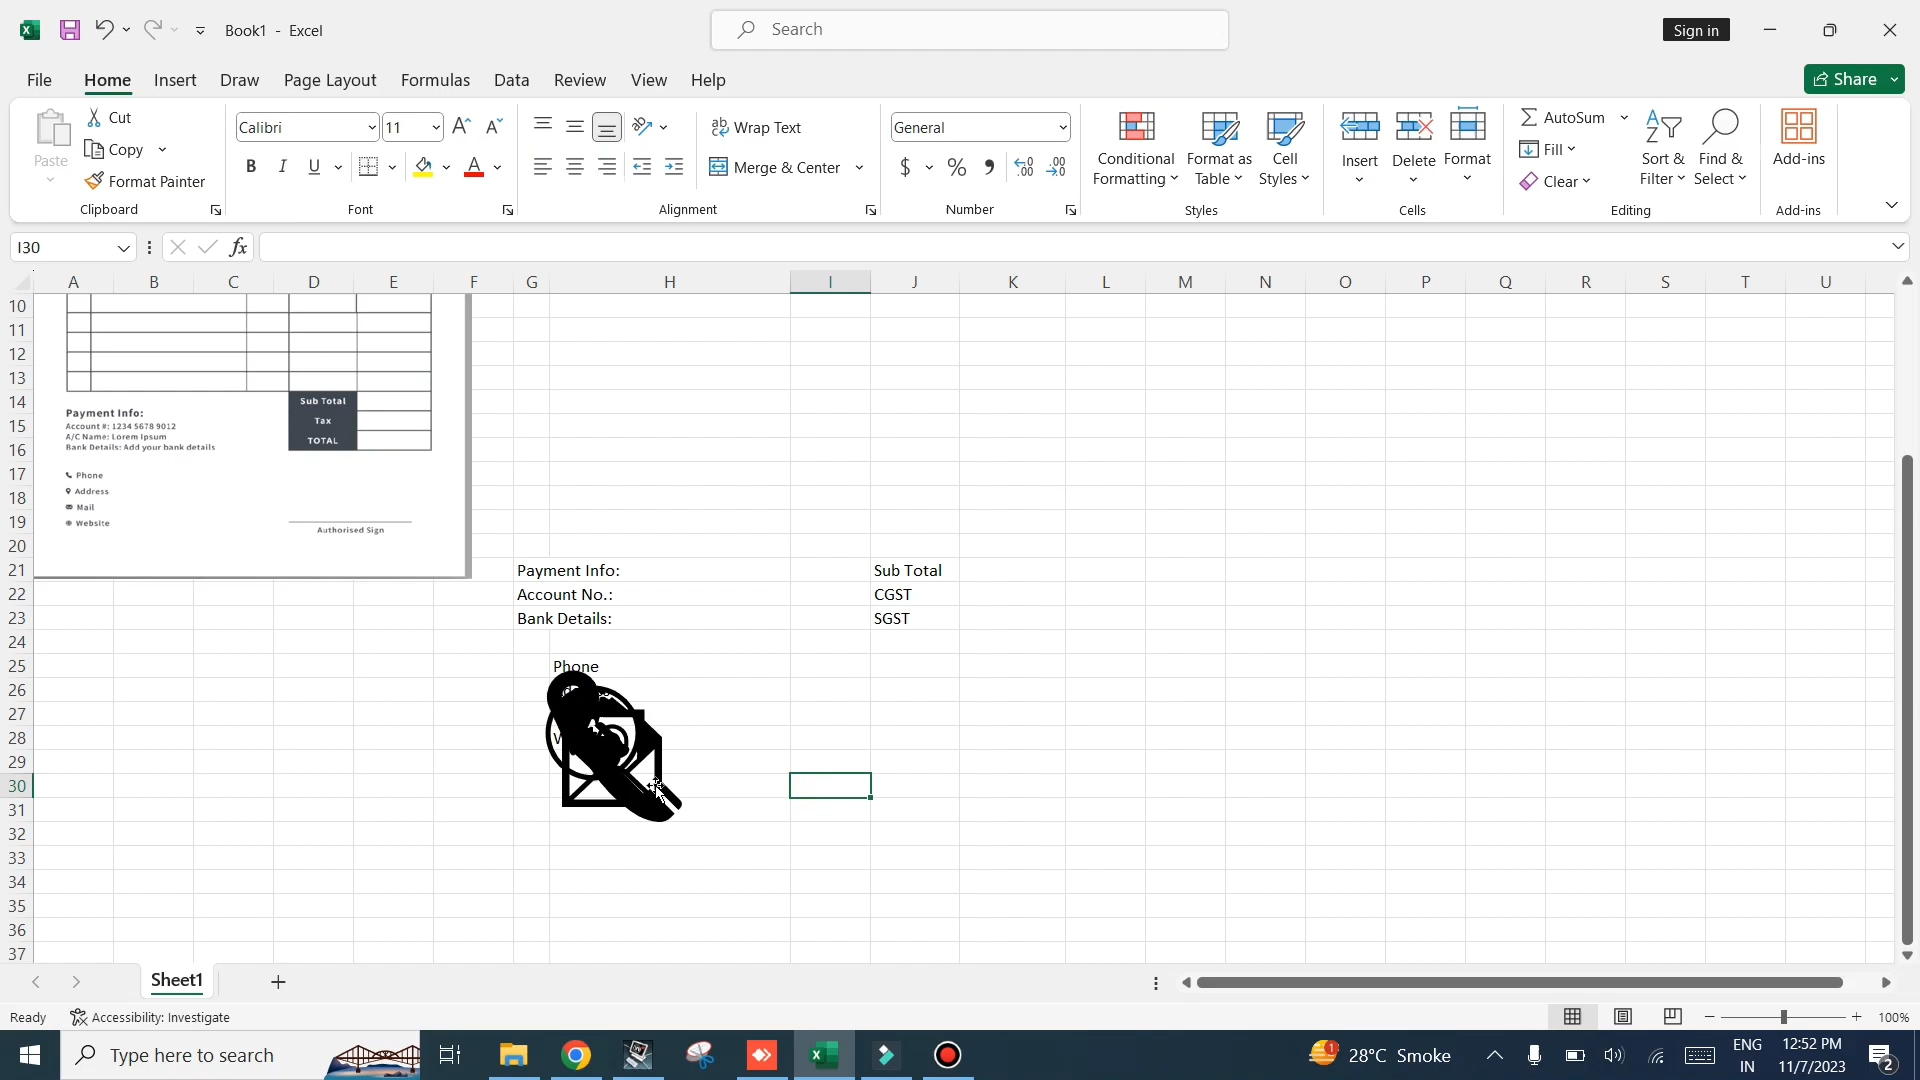 Book1 - Excel
Search
Sign in
File Home Insert Draw Page Layout Formulas Data Review View Help
Share
Paste
Cut
Copy
Format Painter
Clipboard
Calibri 11
B I U
Font
Wrap Text
Merge & Center
Alignment
General
$ % 9
Number
Conditional Formatting
Format as Table
Cell Styles
Styles
Insert Delete Format
Cells
AutoSum
Fill
Clear
Sort & Filter
Find & Select
Editing
Add-ins
Add-ins
I30
fx
A B C D E F G H I J K L M N O P Q R S T U
10
11
12
13
14
15
16
17
18
19
20
21
22
23
24
25
26
27
28
29
30
31
32
33
34
35
36
37
Sub Total
Tax
TOTAL
Payment Info:
Account #: 1234 5678 9012
A/C Name: Lorem Ipsum
Bank Details: Add your bank details
Phone
Address
Mail
Website
Authorised Sign
Payment Info: Sub Total
Account No.: CGST
Bank Details: SGST
Phone
Sheet1
Ready Accessibility: Investigate
100%
Type here to search
28°C Smoke
ENG
IN
12:52 PM
11/7/2023
2